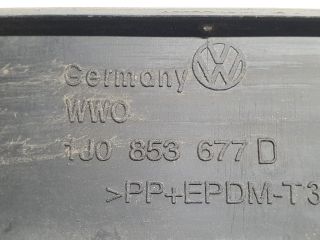 Germany
WWO
1J0 853 677 D
>PP+EPDM-T3